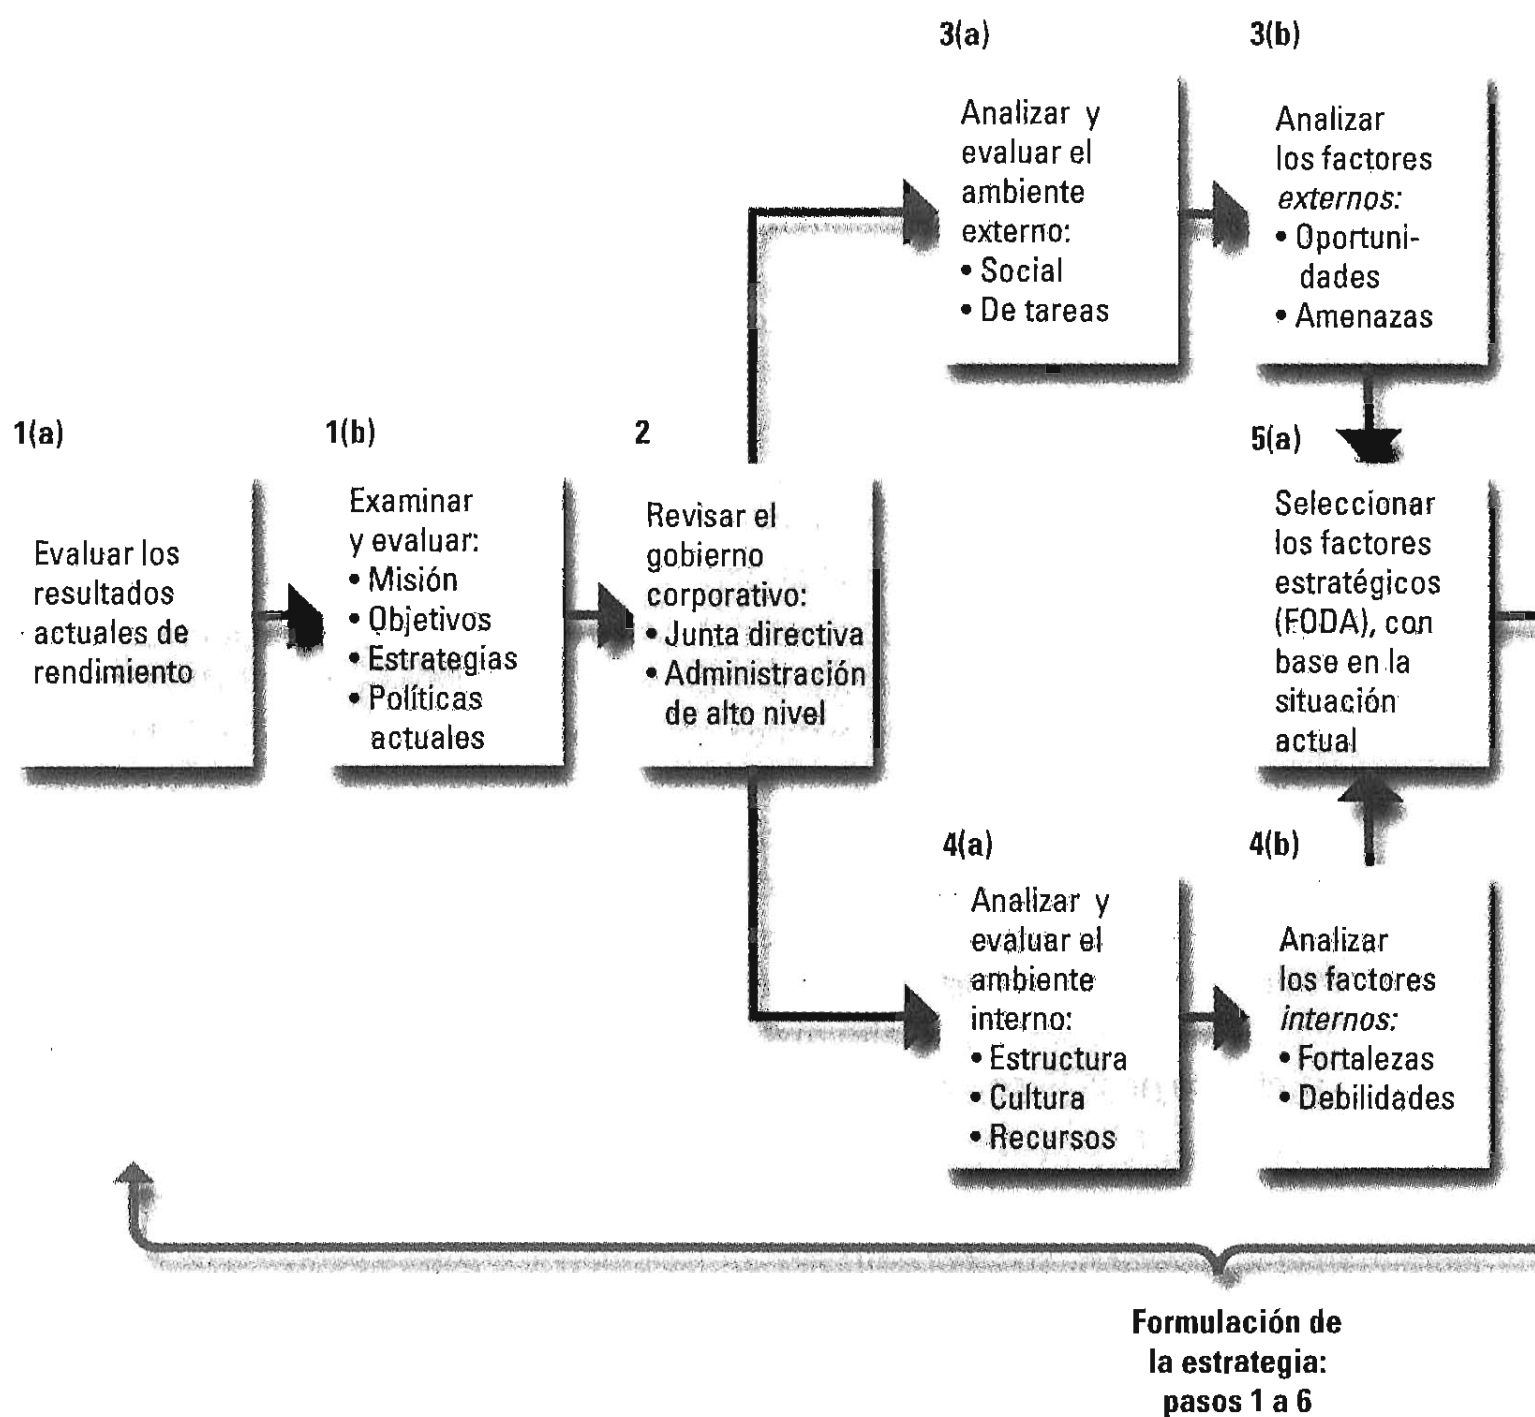 3(a)
Analizar y
evaluar el
ambiente
externo:
• Social
• De tareas
3(b)
Analizar
los factores
externos:
• Oportuni-
dades
• Amenazas
1(a)
Evaluar los
resultados
actuales de
rendimiento
1(b)
Examinar
y evaluar:
• Misión
• Objetivos
• Estrategias
• Políticas
actuales
2
Revisar el
gobierno
corporativo:
• Junta directiva
• Administración
de alto nivel
5(a)
Seleccionar
los factores
estratégicos
(FODA), con
base en la
situación
actual
4(a)
Analizar y
evaluar el
ambiente
interno:
• Estructura
• Cultura
• Recursos
4(b)
Analizar
los factores
internos:
• Fortalezas
• Debilidades
Formulación de
la estrategia:
pasos 1 a 6